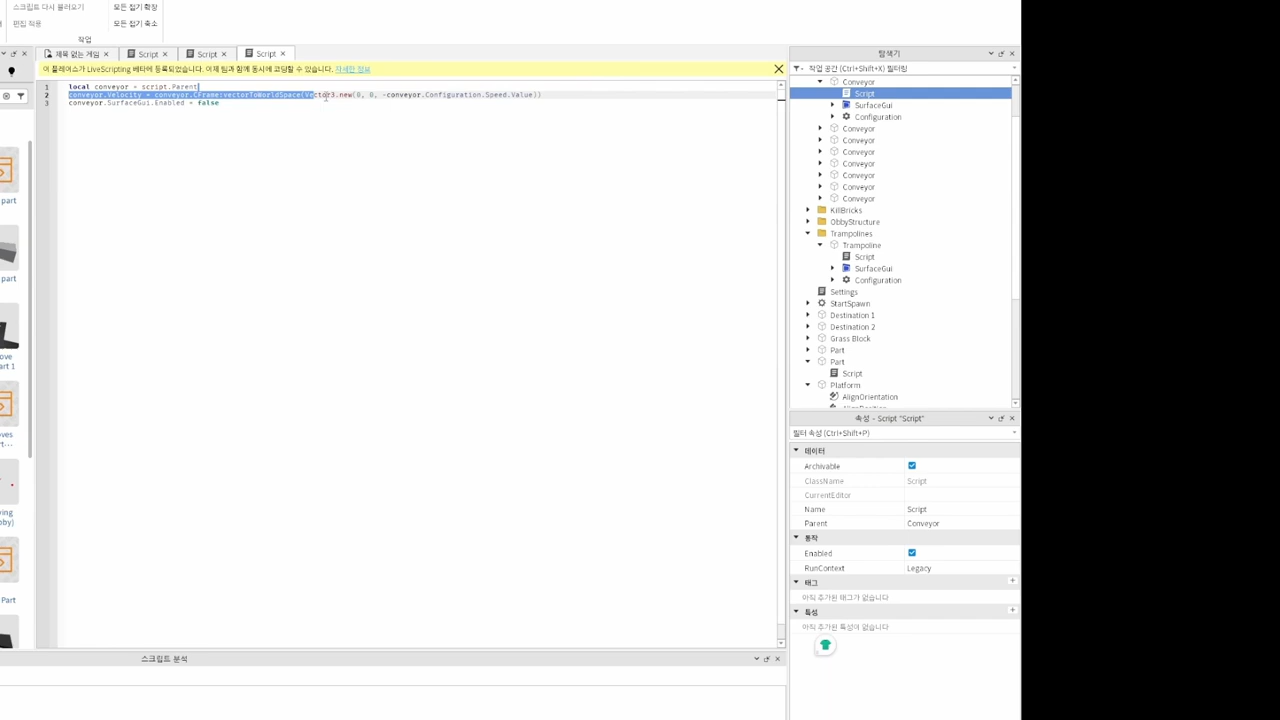 스크립트 다시 불러오기
모든 접기 확장
편집 적용
모든 접기 축소
작업
제목 없는 게임
Script
Script
Script
이 플레이스가 LiveScripting 베타에 등록되었습니다. 이제 팀과 함께 동시에 코딩할 수 있습니다. 자세한 정보
1 local conveyor = script.Parent
2 conveyor.Velocity = conveyor.CFrame:vectorToWorldSpace(Vector3.new(0, 0, -conveyor.Configuration.Speed.Value))
3 conveyor.SurfaceGui.Enabled = false
part
part
ove
art 1
oves
rt...
ving
bby)
Part
스크립트 분석
탐색기
작업 공간 (Ctrl+Shift+X) 필터링
Conveyor
Script
SurfaceGui
Configuration
Conveyor
Conveyor
Conveyor
Conveyor
Conveyor
Conveyor
Conveyor
KillBricks
ObbyStructure
Trampolines
Trampoline
Script
SurfaceGui
Configuration
Settings
StartSpawn
Destination 1
Destination 2
Grass Block
Part
Part
Script
Platform
AlignOrientation
속성 - Script "Script"
필터 속성 (Ctrl+Shift+P)
데이터
Archivable
ClassName Script
CurrentEditor
Name Script
Parent Conveyor
동작
Enabled
RunContext Legacy
태그
아직 추가된 태그가 없습니다
특성
아직 추가된 특성이 없습니다